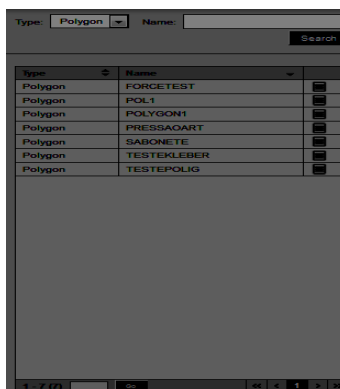 Type: Polygon Name:
Search
Type Name
Polygon FORCETEST
Polygon POL1
Polygon POLYGON1
Polygon PRESSAOART
Polygon SABONETE
Polygon TESTEKLEBER
Polygon TESTEPOLIG
1 - 7 (7) Go << < 1 > >>